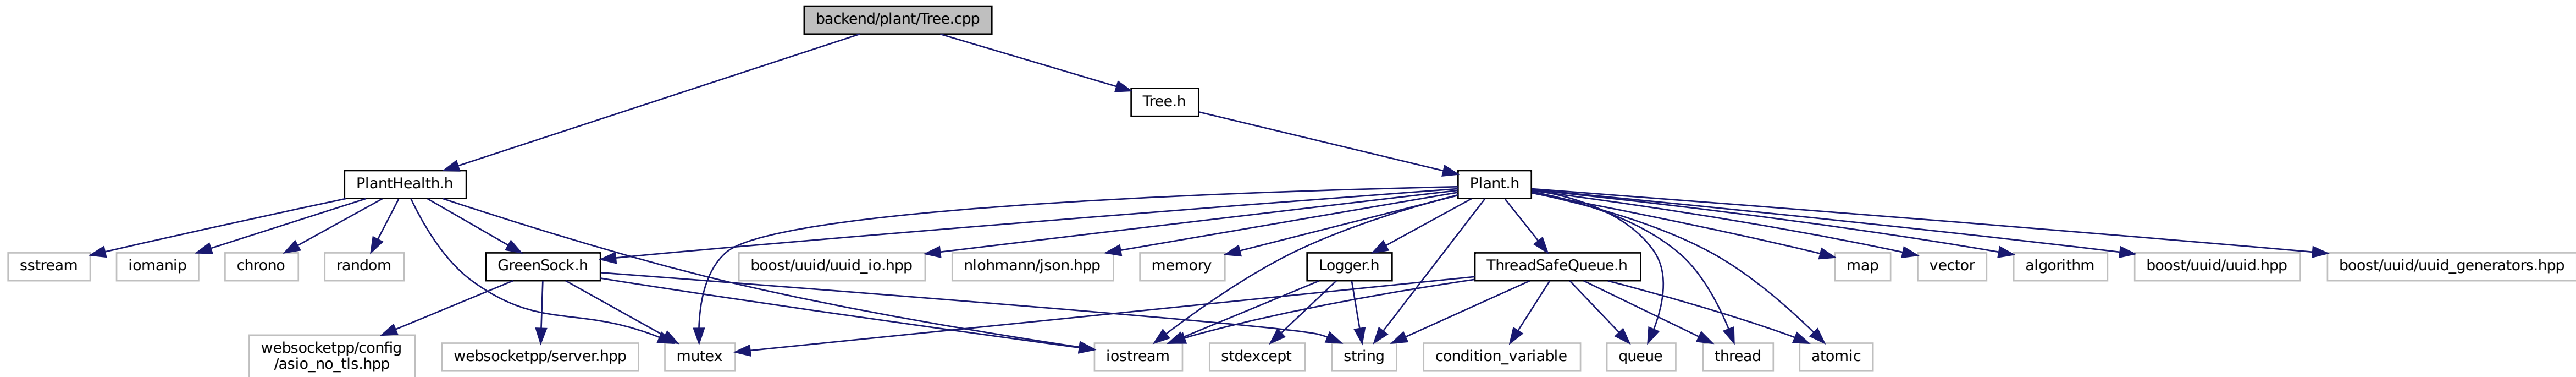 backend/plant/Tree.cpp
Tree.h
PlantHealth.h
Plant.h
sstream
iomanip
chrono
random
GreenSock.h
boost/uuid/uuid_io.hpp
nlohmann/json.hpp
memory
Logger.h
ThreadSafeQueue.h
map
vector
algorithm
boost/uuid/uuid.hpp
boost/uuid/uuid_generators.hpp
websocketpp/config
/asio_no_tls.hpp
websocketpp/server.hpp
mutex
iostream
stdexcept
string
condition_variable
queue
thread
atomic